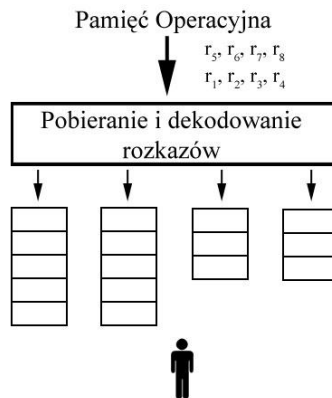 Pamięć Operacyjna
r₅, r₆, r₇, r₈
r₁, r₂, r₃, r₄
Pobieranie i dekodowanie
rozkazów